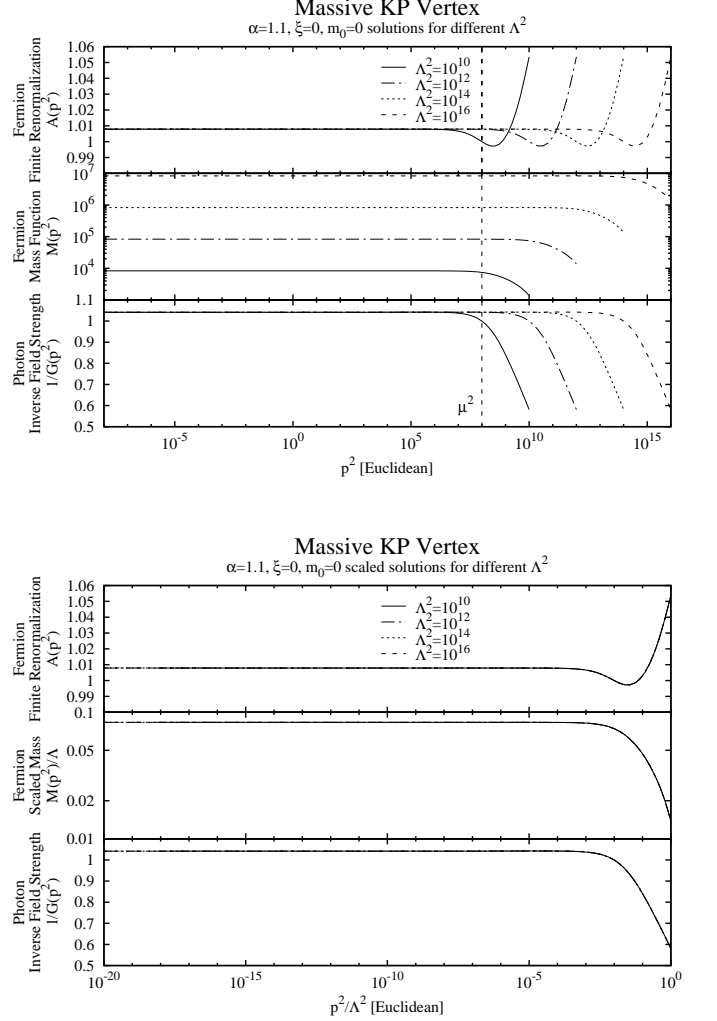 Massive KP Vertex
α=1.1, ξ=0, m₀=0 solutions for different Λ²
Fermion
Finite Renormalization
A(p²)
1.06
1.05
1.04
1.03
1.02
1.01
1
0.99
Λ²=10¹⁰
Λ²=10¹²
Λ²=10¹⁴
Λ²=10¹⁶
Fermion
Mass Function
M(p²)
10⁷
10⁶
10⁵
10⁴
Photon
Inverse Field Strength
1/G(p²)
1.1
1
0.9
0.8
0.7
0.6
0.5
μ²
10⁻⁵ 10⁰ 10⁵ 10¹⁰ 10¹⁵
p² [Euclidean]
Massive KP Vertex
α=1.1, ξ=0, m₀=0 scaled solutions for different Λ²
Fermion
Finite Renormalization
A(p²)
1.06
1.05
1.04
1.03
1.02
1.01
1
0.99
Λ²=10¹⁰
Λ²=10¹²
Λ²=10¹⁴
Λ²=10¹⁶
Fermion
Scaled Mass
M(p²)/Λ
0.1
0.05
0.02
0.01
Photon
Inverse Field Strength
1/G(p²)
1
0.9
0.8
0.7
0.6
0.5
10⁻²⁰ 10⁻¹⁵ 10⁻¹⁰ 10⁻⁵ 10⁰
p²/Λ² [Euclidean]